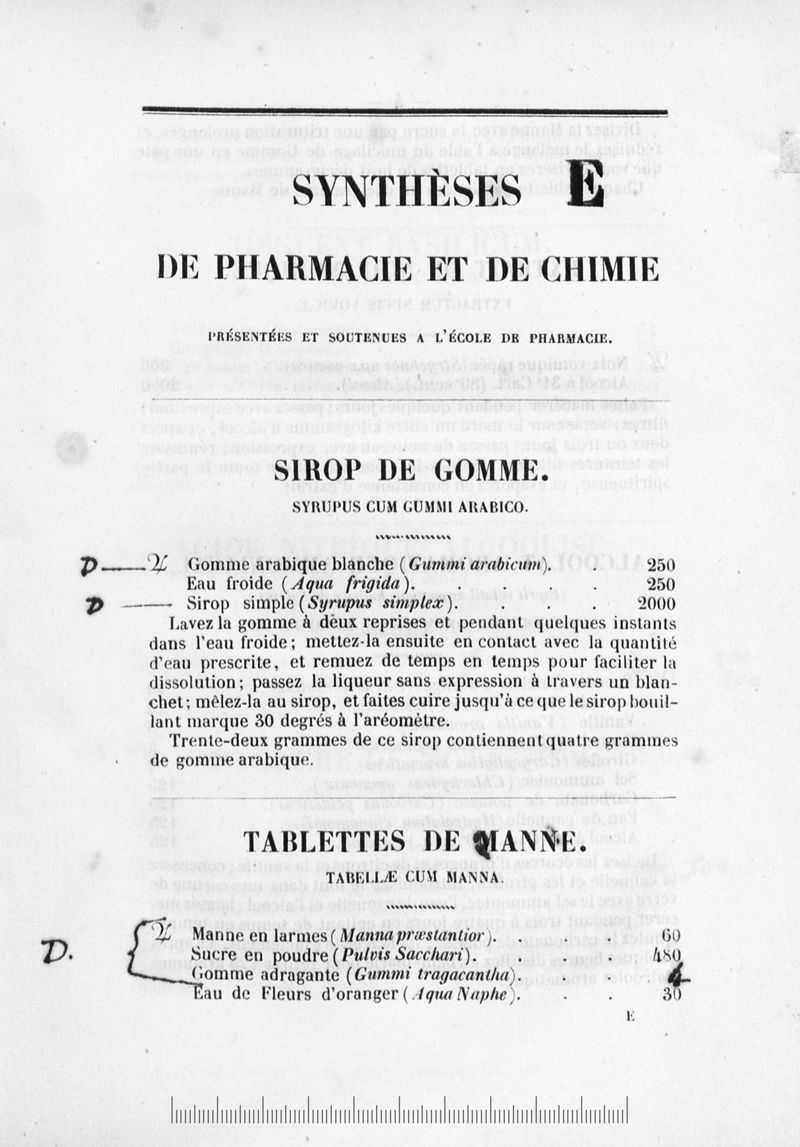 SYNTHÈSES E
DE PHARMACIE ET DE CHIMIE
PRÉSENTÉES ET SOUTENUES A L'ÉCOLE DE PHARMACIE.
SIROP DE GOMME.
SYRUPUS CUM GUMMI ARABICO.
D ♃ Gomme arabique blanche (Gummi arabicum). . 250
Eau froide (Aqua frigida). . . . . 250
D Sirop simple (Syrupus simplex). . . . 2000
Lavez la gomme à deux reprises et pendant quelques instants
dans l'eau froide; mettez-la ensuite en contact avec la quantité
d'eau prescrite, et remuez de temps en temps pour faciliter la
dissolution; passez la liqueur sans expression à travers un blan-
chet; mêlez-la au sirop, et faites cuire jusqu'à ce que le sirop bouil-
lant marque 30 degrés à l'aréomètre.
Trente-deux grammes de ce sirop contiennent quatre grammes
de gomme arabique.
TABLETTES DE MANNE.
TABELLÆ CUM MANNA.
D. ♃ Manne en larmes (Manna præstantior). . . . 60
Sucre en poudre (Pulvis Sacchari). . . . 480
Gomme adragante (Gummi tragacantha). . . 4
Eau de Fleurs d'oranger (Aqua Naphe). . . 30
E